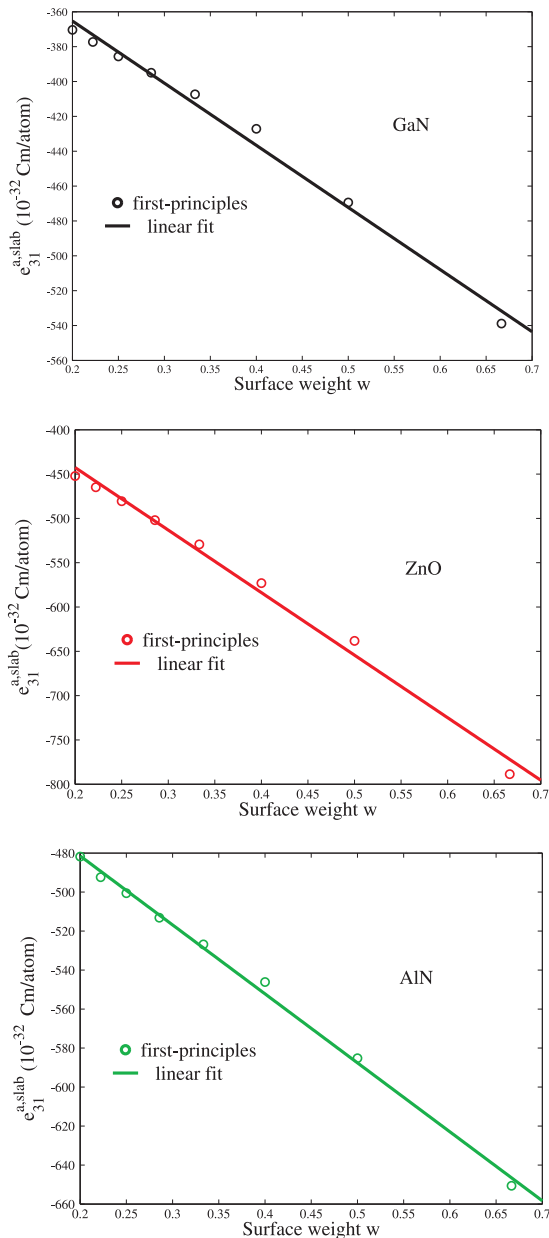 -360
-380
-400
-420
-440
-460
-480
-500
-520
-540
-560
e31^a,slab (10^-32 Cm/atom)
GaN
first-principles
linear fit
0.2 0.25 0.3 0.35 0.4 0.45 0.5 0.55 0.6 0.65 0.7
Surface weight w
-400
-450
-500
-550
-600
-650
-700
-750
-800
e31^a,slab(10^-32 Cm/atom)
ZnO
first-principles
linear fit
0.2 0.25 0.3 0.35 0.4 0.45 0.5 0.55 0.6 0.65 0.7
Surface weight w
-480
-500
-520
-540
-560
-580
-600
-620
-640
-660
e31^a,slab (10^-32 Cm/atom)
AlN
first-principles
linear fit
0.2 0.25 0.3 0.35 0.4 0.45 0.5 0.55 0.6 0.65 0.7
Surface weight w